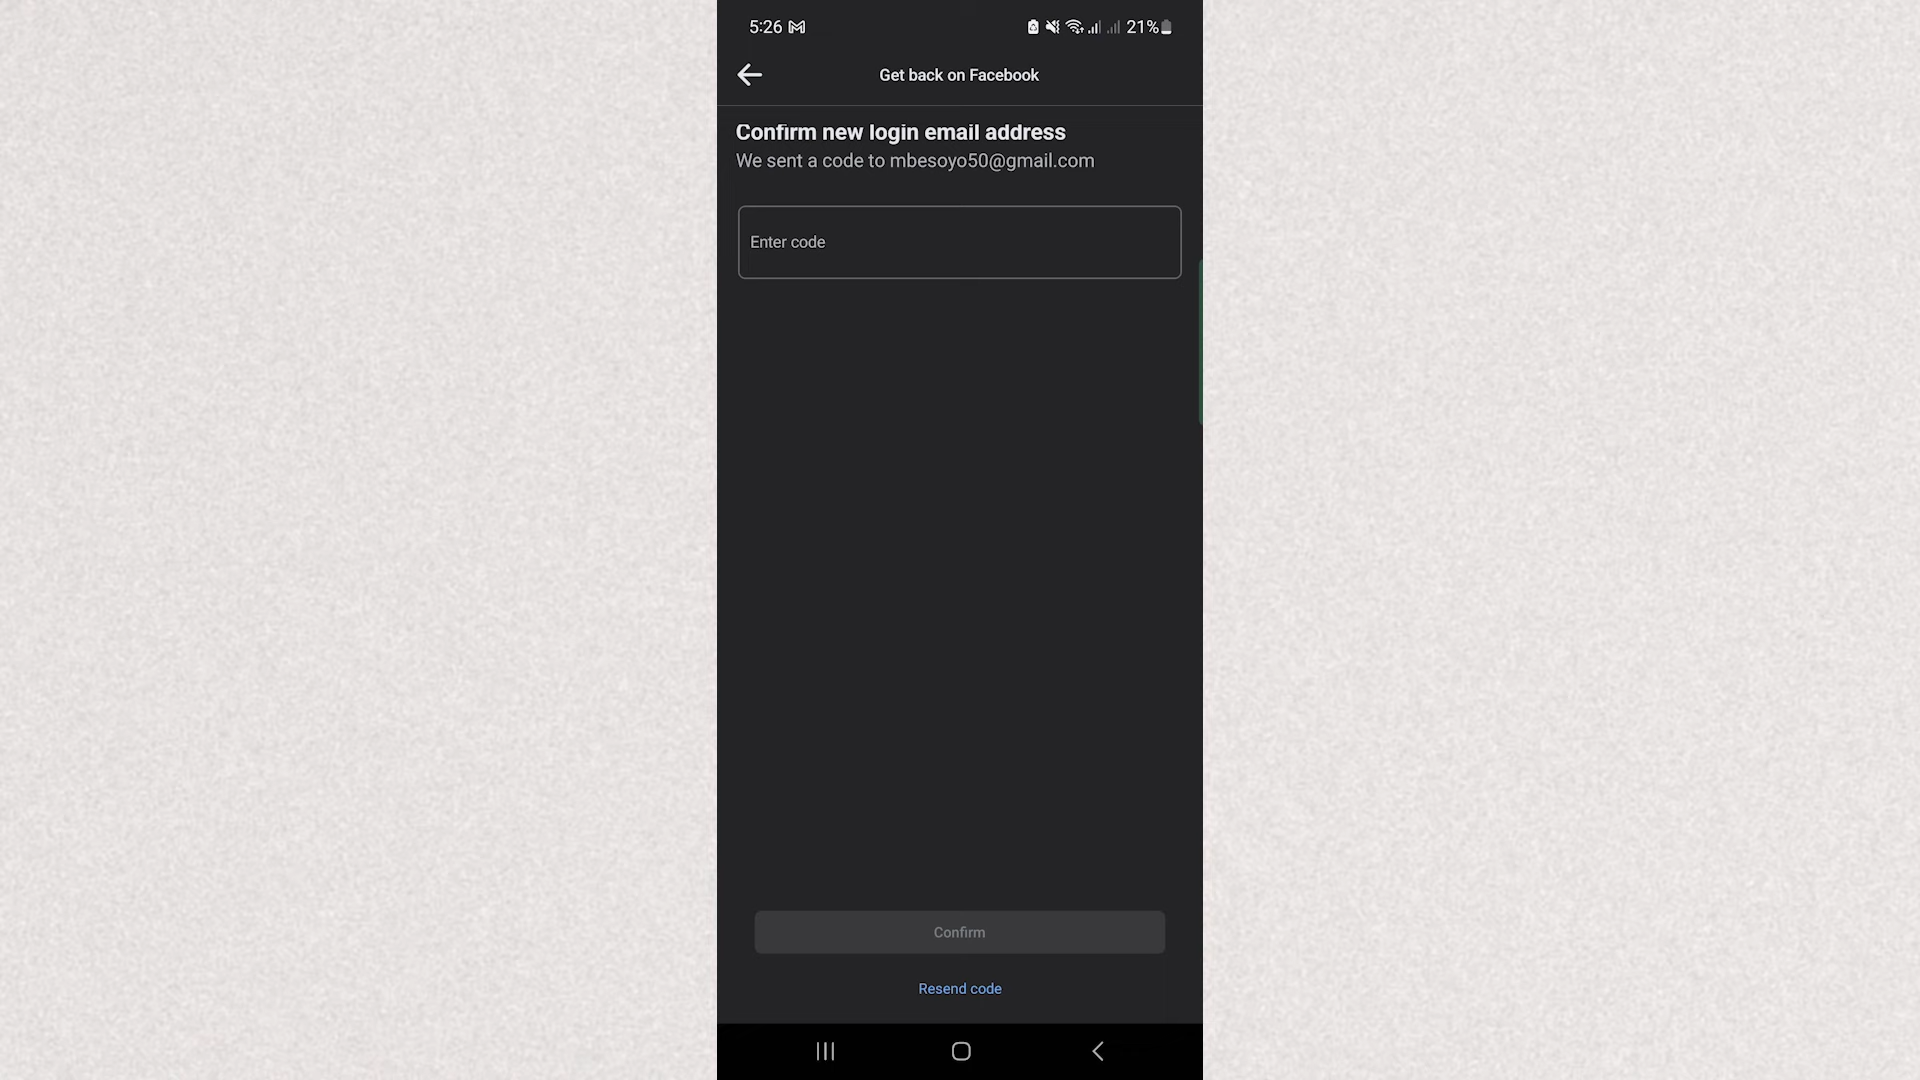 5:26 21%
Get back on Facebook
Confirm new login email address
We sent a code to mbesoyo50@gmail.com
Enter code
Confirm
Resend code